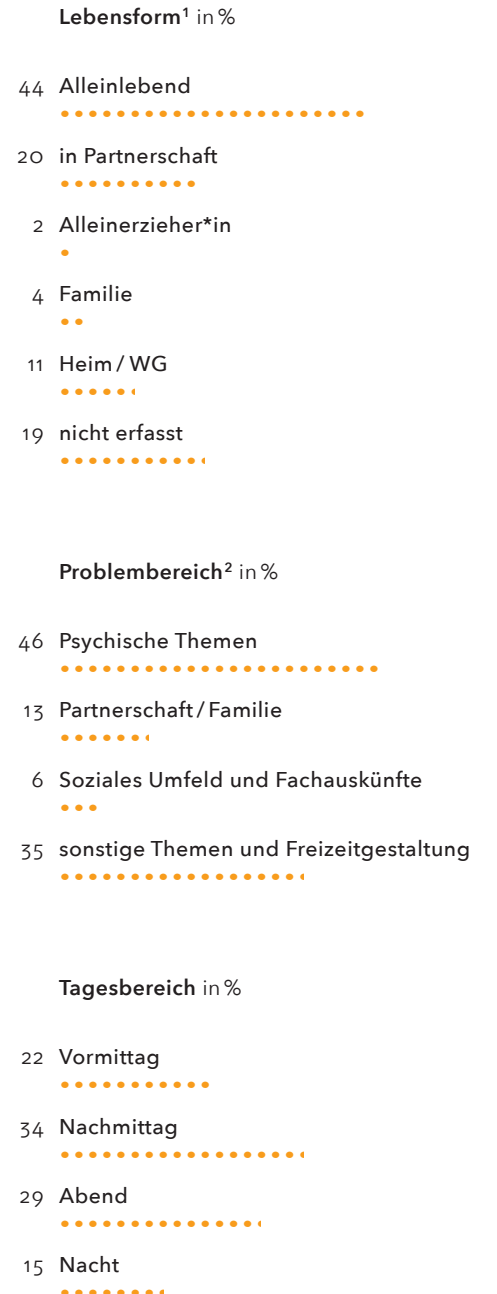 Lebensform¹ in %
44 Alleinlebend
20 in Partnerschaft
2 Alleinerzieher*in
4 Familie
11 Heim / WG
19 nicht erfasst
Problembereich² in %
46 Psychische Themen
13 Partnerschaft / Familie
6 Soziales Umfeld und Fachauskünfte
35 sonstige Themen und Freizeitgestaltung
Tagesbereich in %
22 Vormittag
34 Nachmittag
29 Abend
15 Nacht